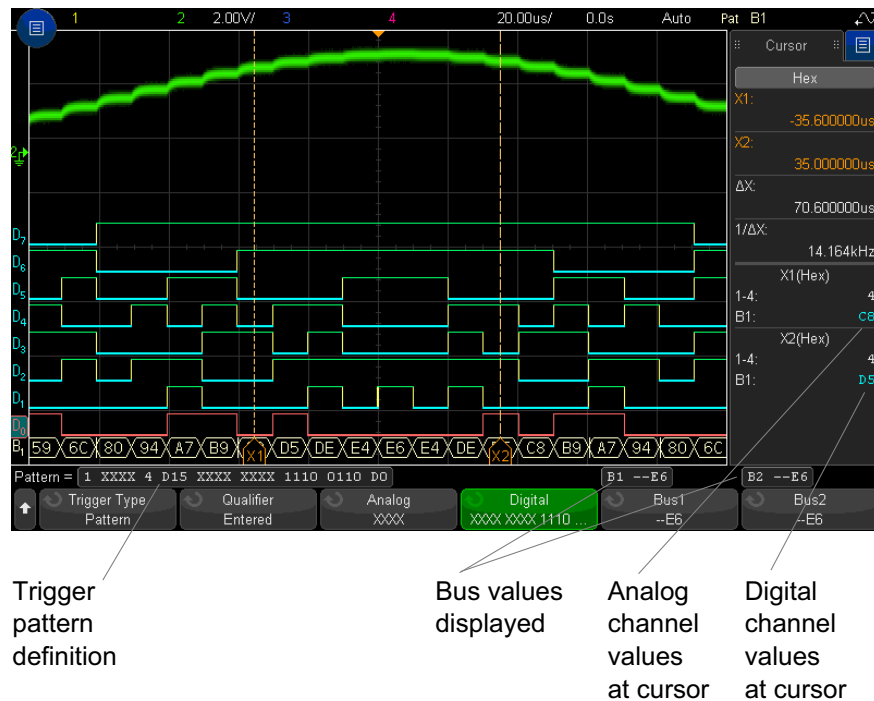 1 2 2.00V/ 3 4 20.00us/ 0.0s Auto Pat B1
Cursor
Hex
X1:
-35.600000us
X2:
35.000000us
ΔX:
70.600000us
1/ΔX:
14.164kHz
X1(Hex)
1-4: 4
B1: C8
X2(Hex)
1-4: 4
B1: D5
2
D7
D6
D5
D4
D3
D2
D1
D0
B1 59 6C 80 94 A7 B9 X1 D5 DE E4 E6 E4 DE X2 C8 B9 A7 94 80 6C
Pattern = 1 XXXX 4 D15 XXXX XXXX 1110 0110 D0 B1 --E6 B2 --E6
Trigger Type Qualifier Analog Digital Bus1 Bus2
Pattern Entered XXXX XXXX XXXX 1110 ... --E6 --E6
Trigger
pattern
definition
Bus values
displayed
Analog
channel
values
at cursor
Digital
channel
values
at cursor